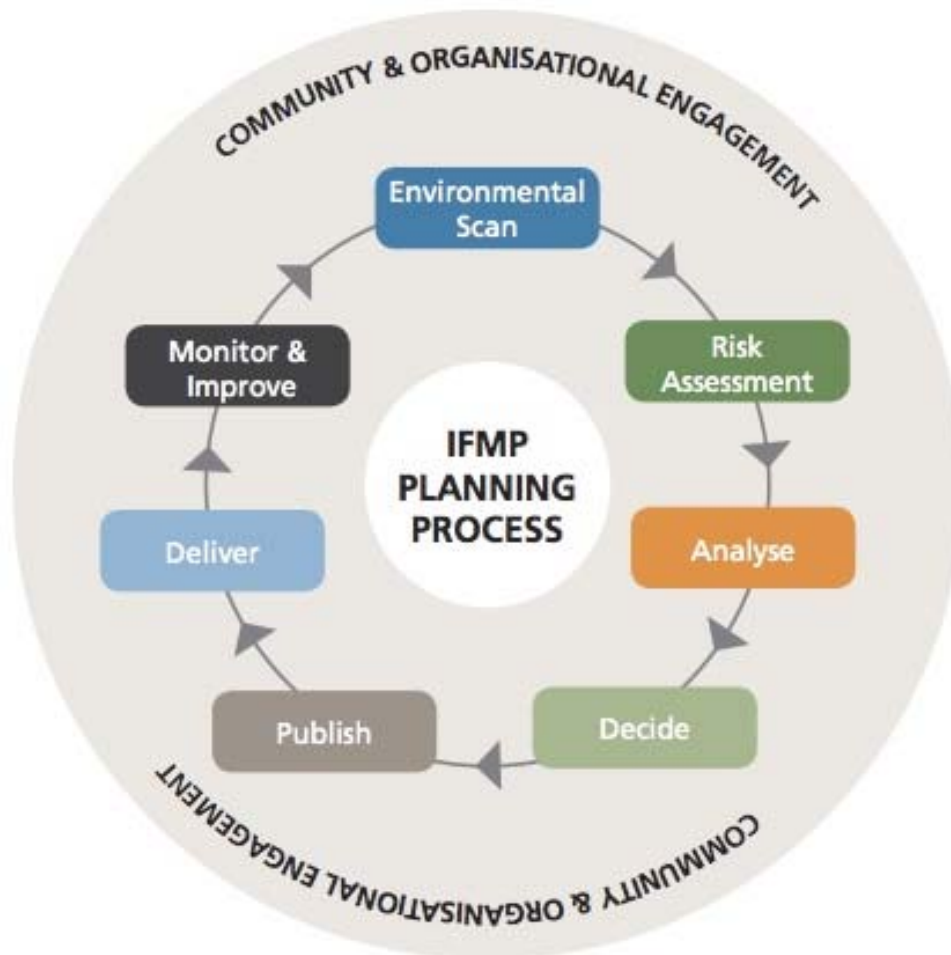 COMMUNITY & ORGANISATIONAL ENGAGEMENT
Environmental
Scan
Risk
Assessment
Analyse
Decide
Publish
Deliver
Monitor &
Improve
IFMP
PLANNING
PROCESS
COMMUNITY & ORGANISATIONAL ENGAGEMENT